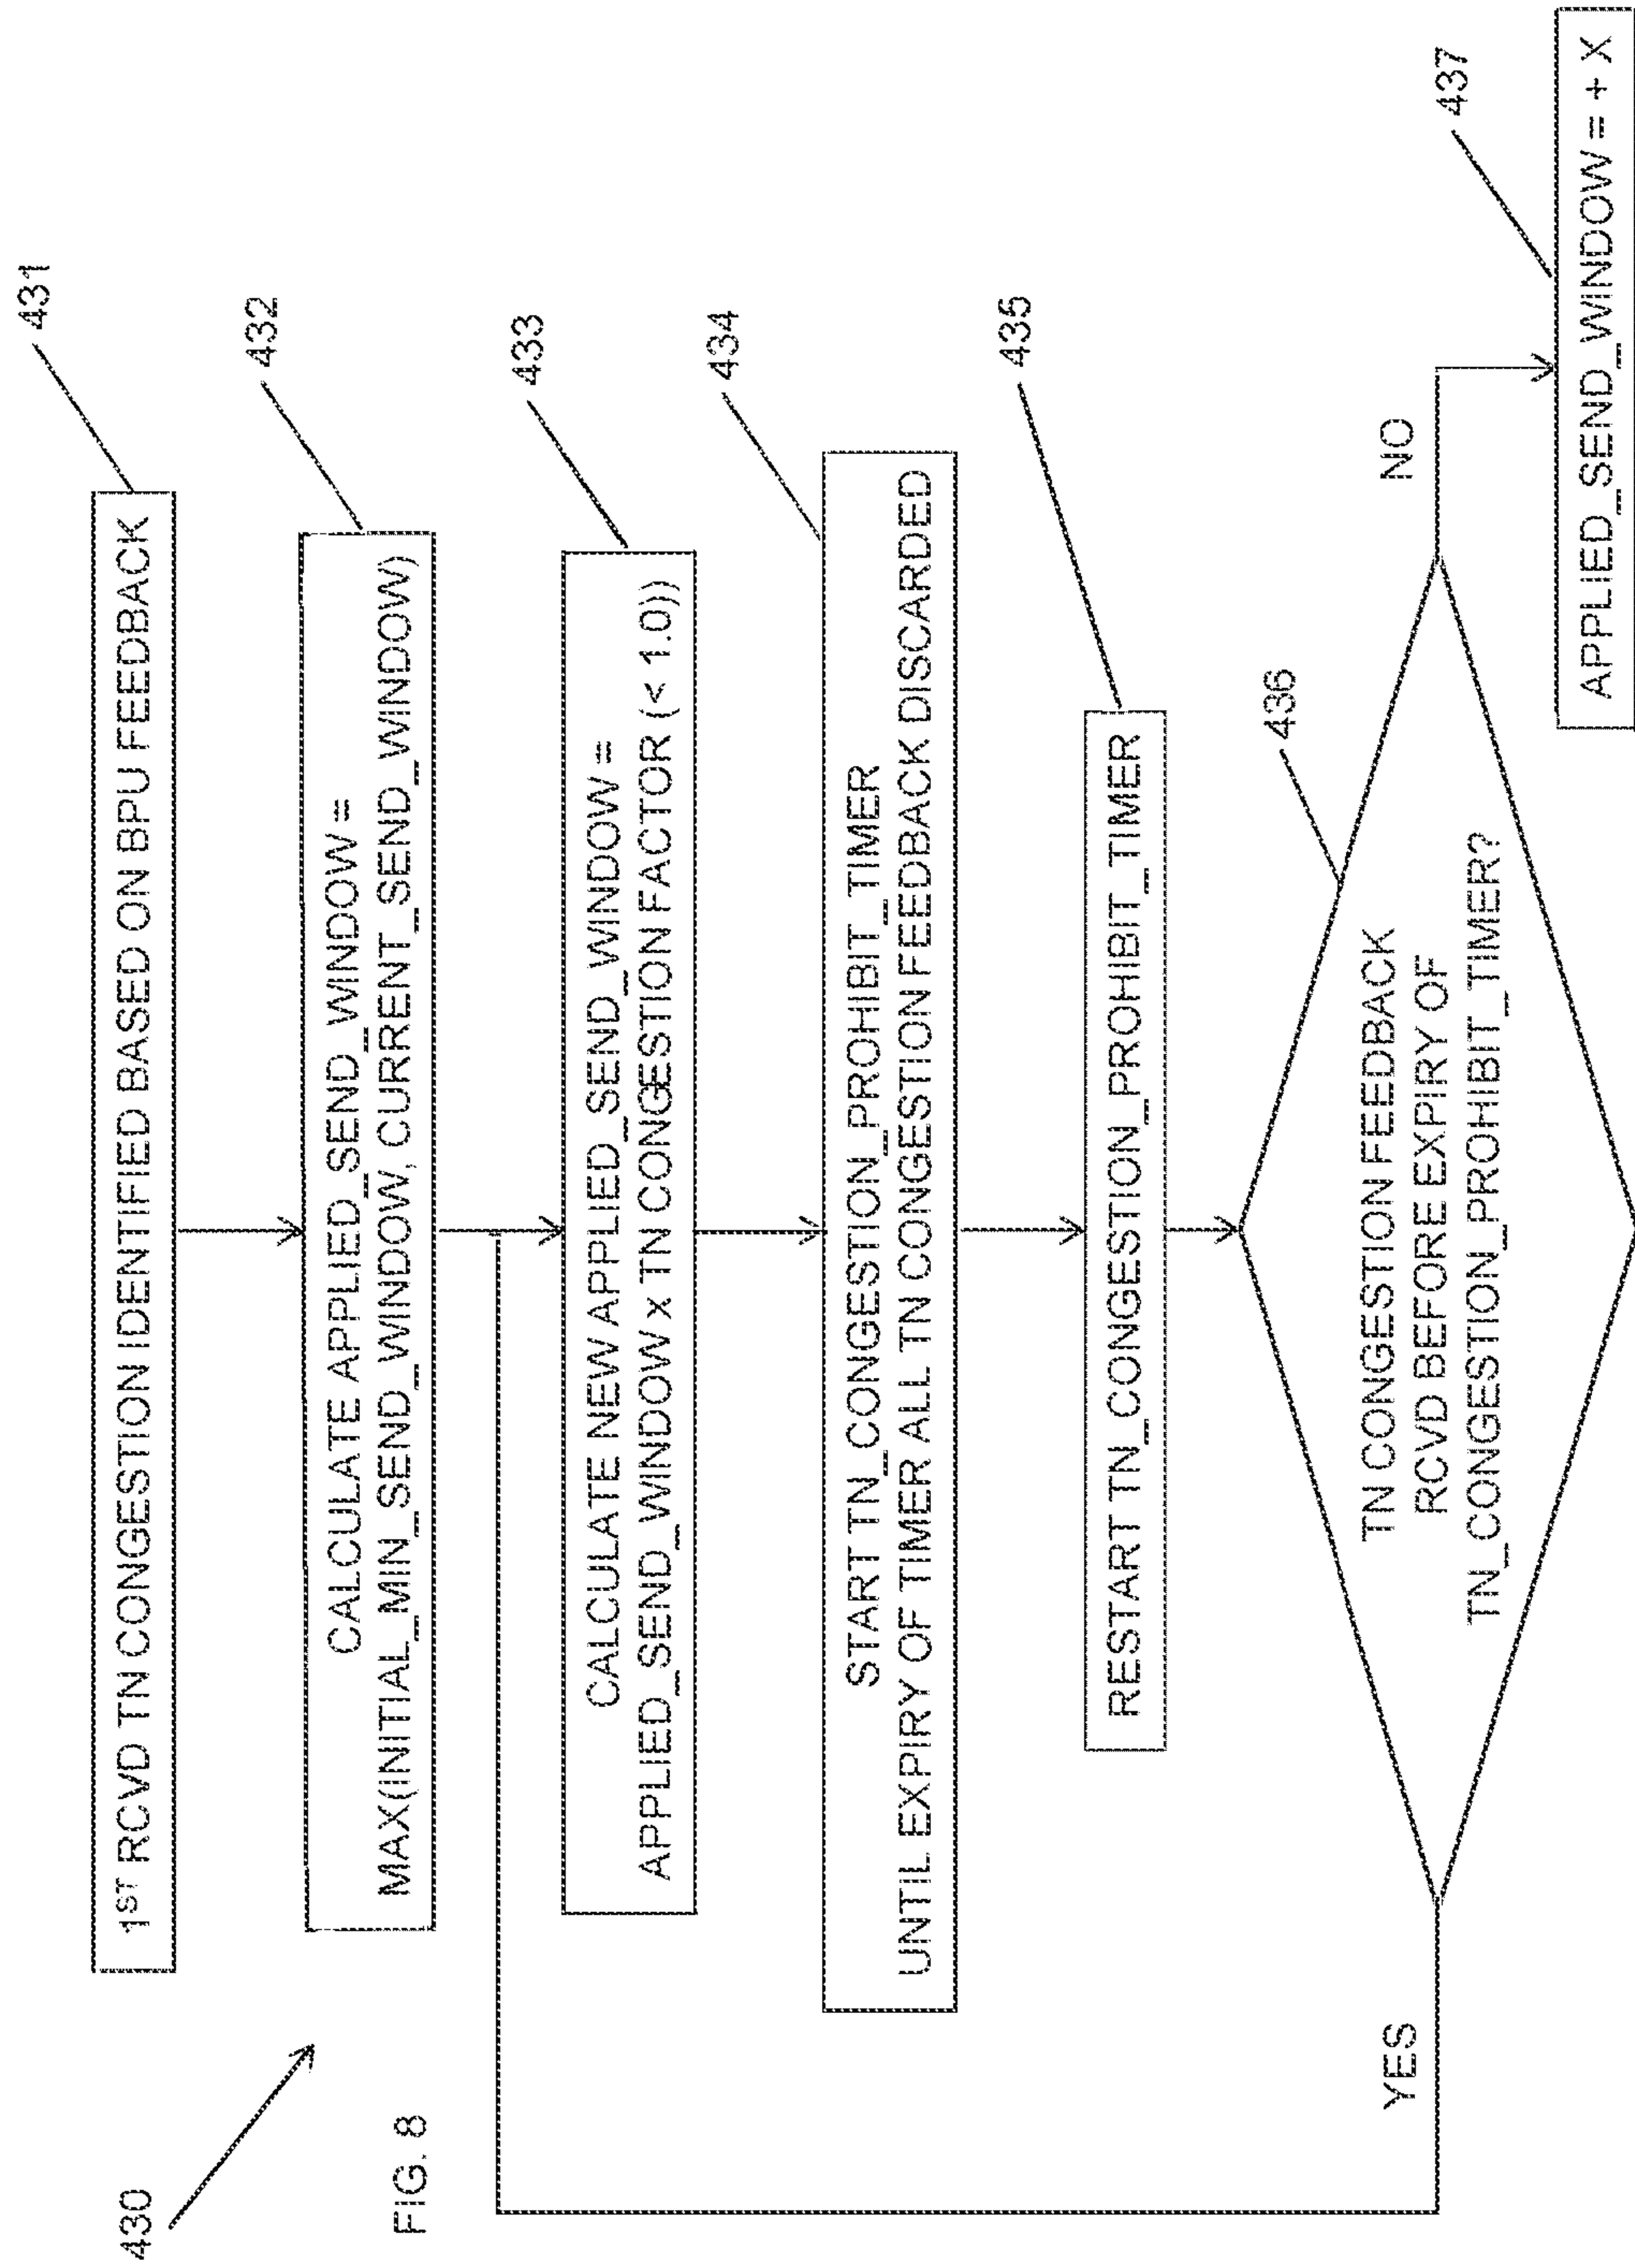 430
FIG. 8
1ST RCVD TN CONGESTION IDENTIFIED BASED ON BPU FEEDBACK
431
CALCULATE APPLIED_SEND_WINDOW =
MAX(INITIAL_MIN_SEND_WINDOW, CURRENT_SEND_WINDOW)
432
CALCULATE NEW APPLIED_SEND_WINDOW =
APPLIED_SEND_WINDOW x TN CONGESTION FACTOR (< 1.0))
433
START TN_CONGESTION_PROHIBIT_TIMER
UNTIL EXPIRY OF TIMER ALL TN CONGESTION FEEDBACK DISCARDED
434
RESTART TN_CONGESTION_PROHIBIT_TIMER
435
TN CONGESTION FEEDBACK
RCVD BEFORE EXPIRY OF
TN_CONGESTION_PROHIBIT_TIMER?
436
YES
NO
APPLIED_SEND_WINDOW = + X
437